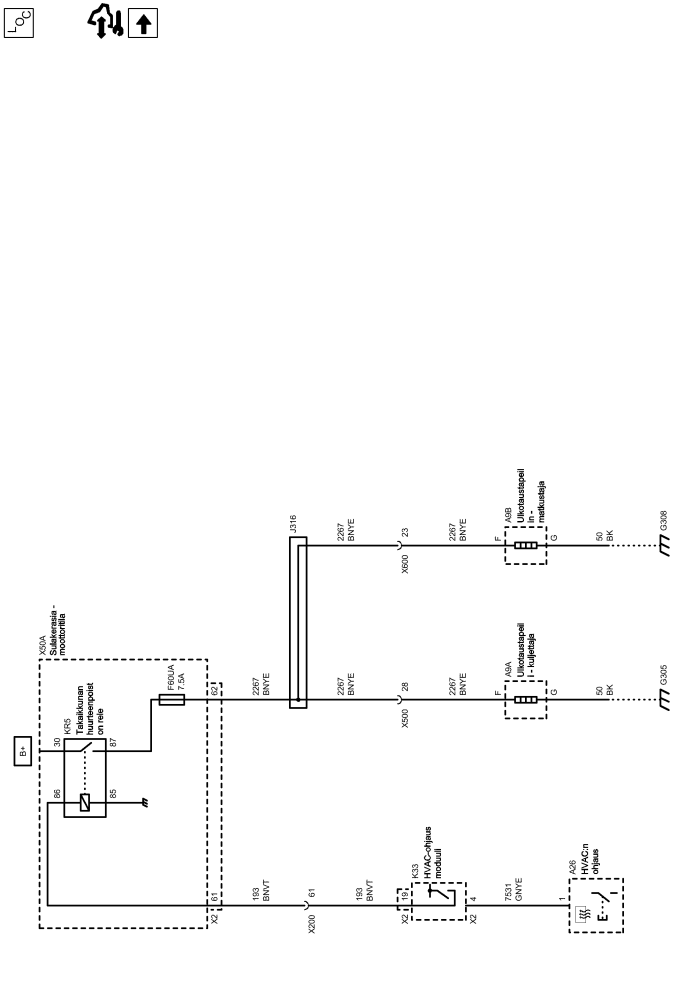 LOC
B+
X50A
Sulakerasia -
moottoritila
KR5
Takaikkunan
huurteenpoist
on rele
30
86
87
85
F60UA
7.5A
X2
61
62
2267
BNYE
J316
193
BNVT
X200
61
193
BNVT
2267
BNYE
X500
28
2267
BNYE
2267
BNYE
X600
23
2267
BNYE
X2
19
K33
HVAC-ohjaus
moduuli
X2
4
7531
GNYE
1
A26
HVAC:n
ohjaus
F
A9A
Ulkotaustapeil
i - kuljettaja
G
50
BK
G305
F
A9B
Ulkotaustapeil
in -
matkustaja
G
50
BK
G308